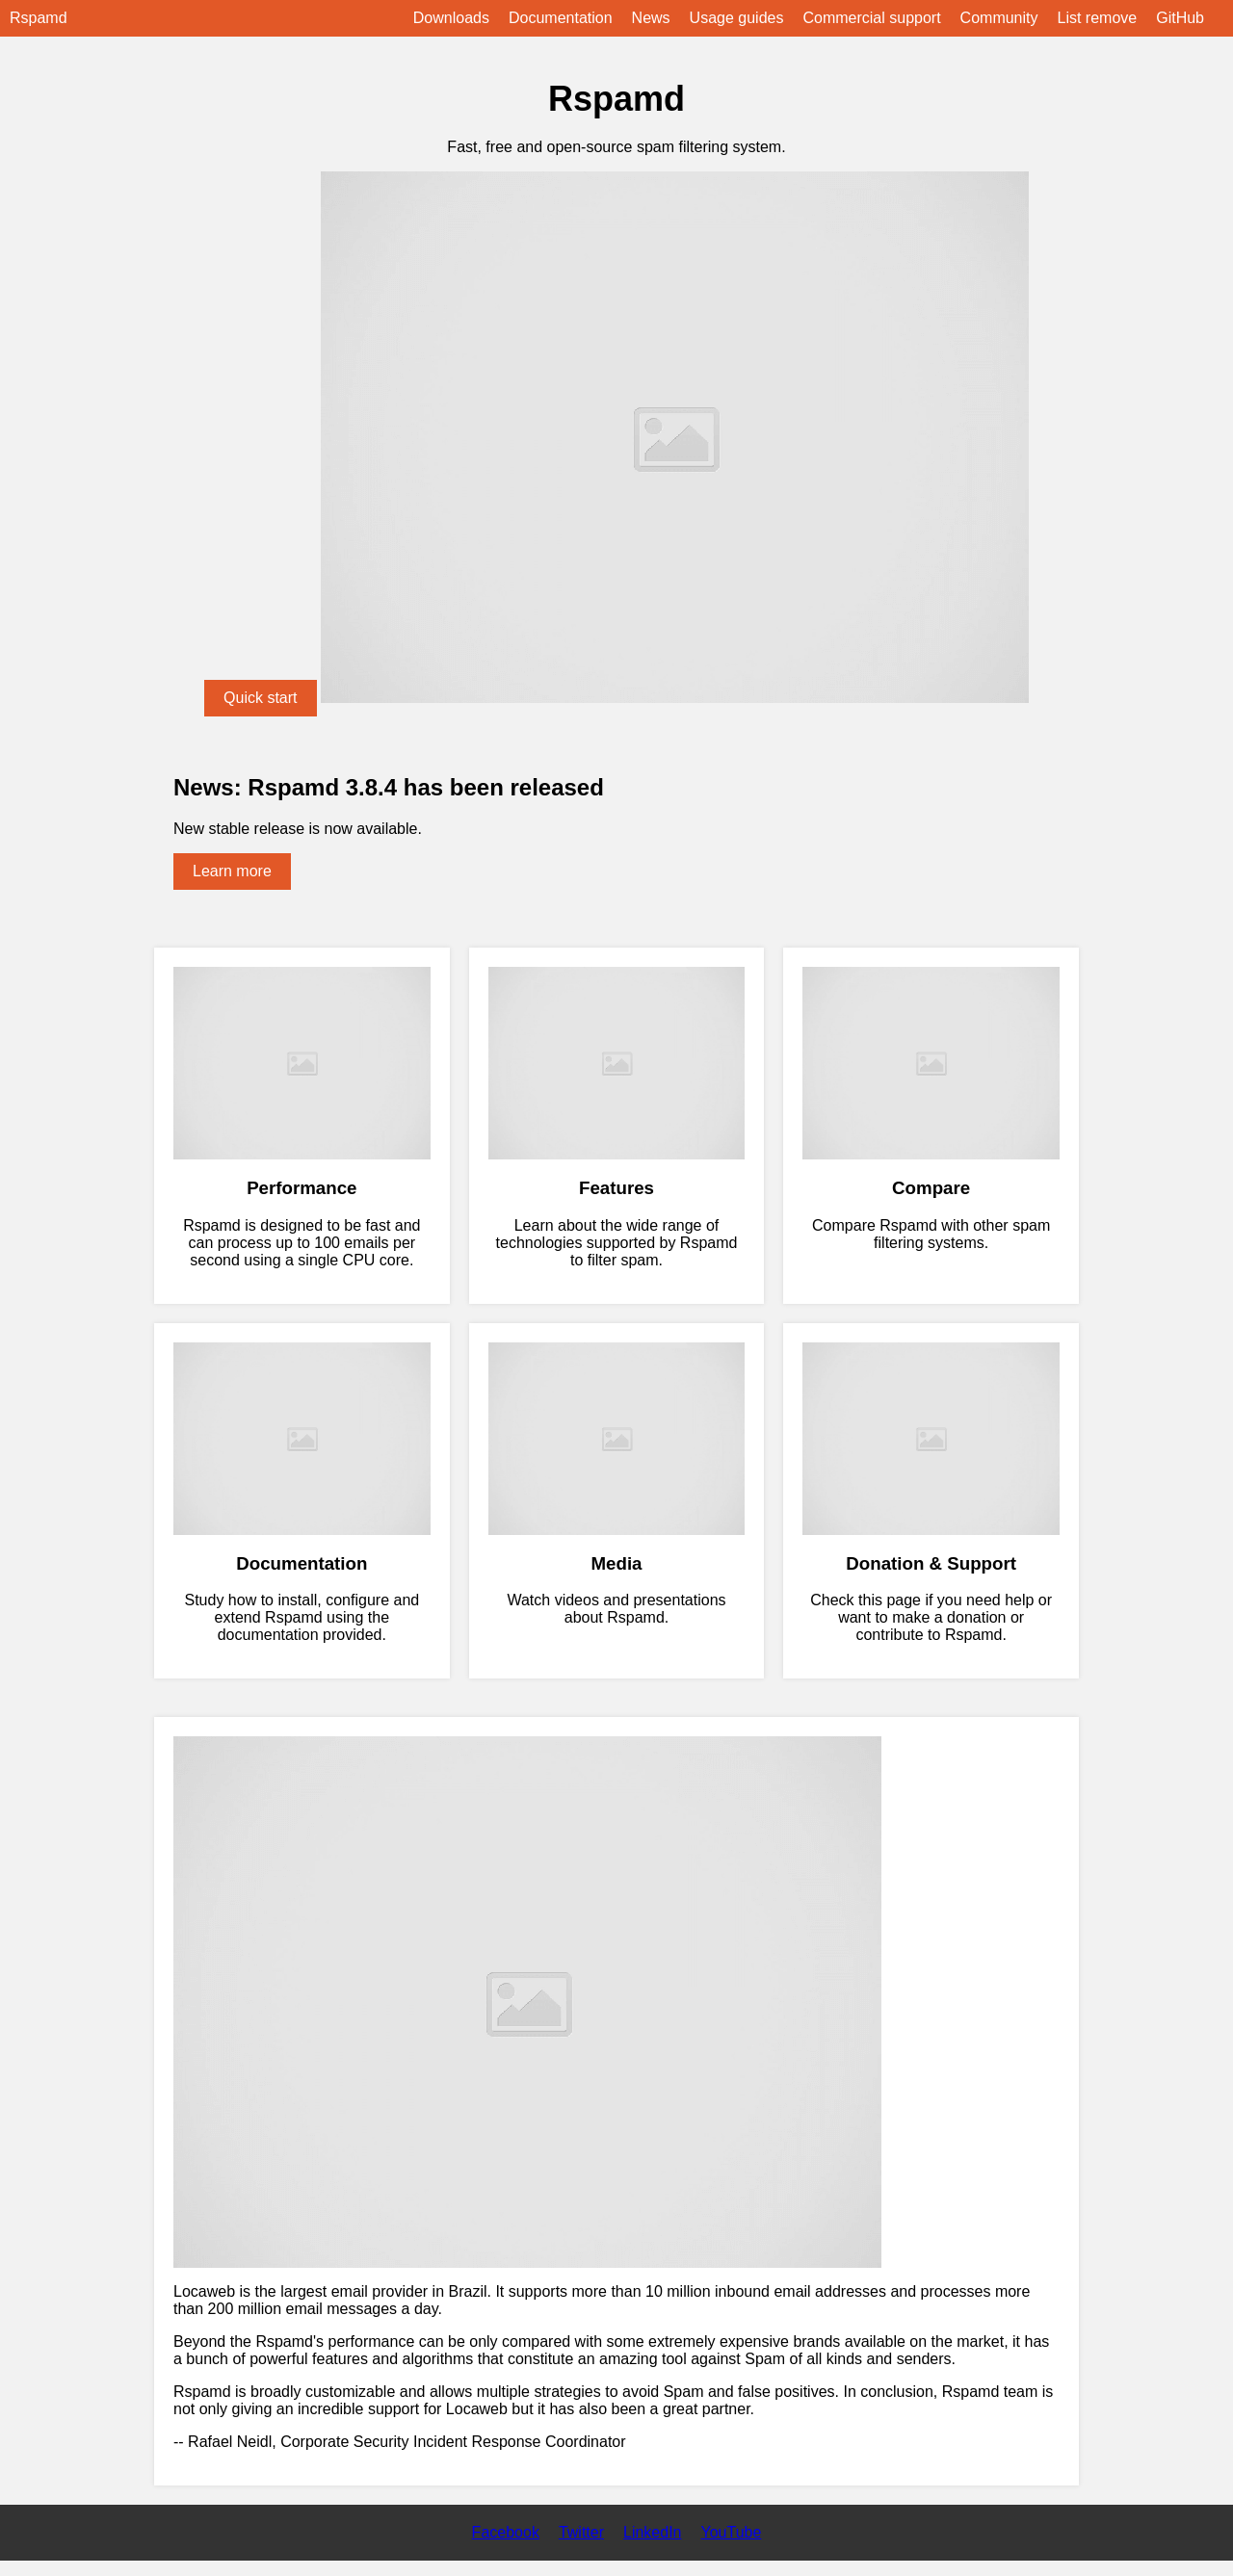 Rspamd
Downloads Documentation News Usage guides Commercial support Community List remove GitHub
Rspamd
Fast, free and open-source spam filtering system.
Quick start
News: Rspamd 3.8.4 has been released
New stable release is now available.
Learn more
Performance
Rspamd is designed to be fast and
can process up to 100 emails per
second using a single CPU core.
Features
Learn about the wide range of
technologies supported by Rspamd
to filter spam.
Compare
Compare Rspamd with other spam
filtering systems.
Documentation
Study how to install, configure and
extend Rspamd using the
documentation provided.
Media
Watch videos and presentations
about Rspamd.
Donation & Support
Check this page if you need help or
want to make a donation or
contribute to Rspamd.
Locaweb is the largest email provider in Brazil. It supports more than 10 million inbound email addresses and processes more
than 200 million email messages a day.
Beyond the Rspamd's performance can be only compared with some extremely expensive brands available on the market, it has
a bunch of powerful features and algorithms that constitute an amazing tool against Spam of all kinds and senders.
Rspamd is broadly customizable and allows multiple strategies to avoid Spam and false positives. In conclusion, Rspamd team is
not only giving an incredible support for Locaweb but it has also been a great partner.
-- Rafael Neidl, Corporate Security Incident Response Coordinator
Facebook Twitter LinkedIn YouTube